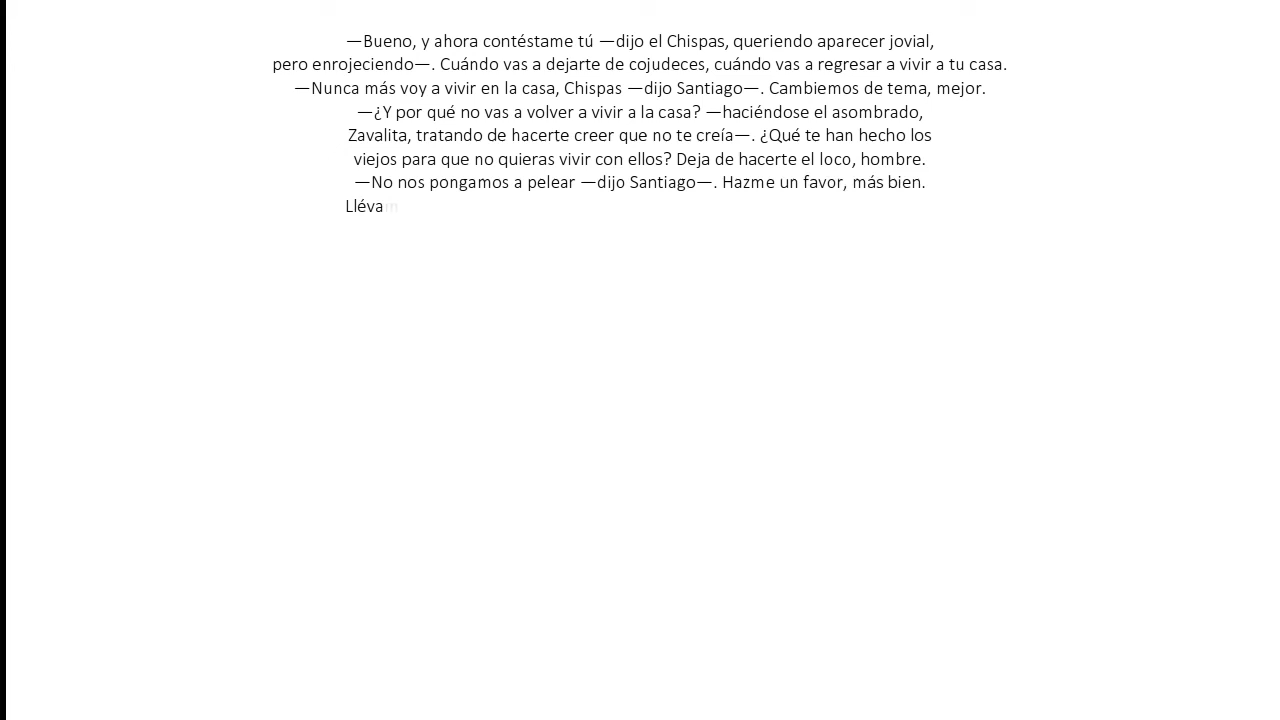 —Bueno, y ahora contéstame tú —dijo el Chispas, queriendo aparecer jovial,
pero enrojeciendo—. Cuándo vas a dejarte de cojudeces, cuándo vas a regresar a vivir a tu casa.
—Nunca más voy a vivir en la casa, Chispas —dijo Santiago—. Cambiemos de tema, mejor.
—¿Y por qué no vas a volver a vivir a la casa? —haciéndose el asombrado,
Zavalita, tratando de hacerte creer que no te creía—. ¿Qué te han hecho los
viejos para que no quieras vivir con ellos? Deja de hacerte el loco, hombre.
—No nos pongamos a pelear —dijo Santiago—. Hazme un favor, más bien.
Llévam